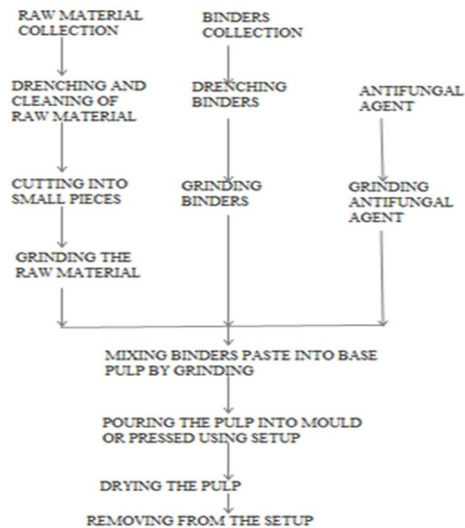 RAW MATERIAL
COLLECTION
DRENCHING AND
CLEANING OF
RAW MATERIAL
CUTTING INTO
SMALL PIECES
GRINDING THE
RAW MATERIAL
BINDERS
COLLECTION
DRENCHING
BINDERS
GRINDING
BINDERS
ANTIFUNGAL
AGENT
GRINDING
ANTIFUNGAL
AGENT
MIXING BINDERS PASTE INTO BASE
PULP BY GRINDING
POURING THE PULP INTO MOULD
OR PRESSED USING SETUP
DRYING THE PULP
REMOVING FROM THE SETUP